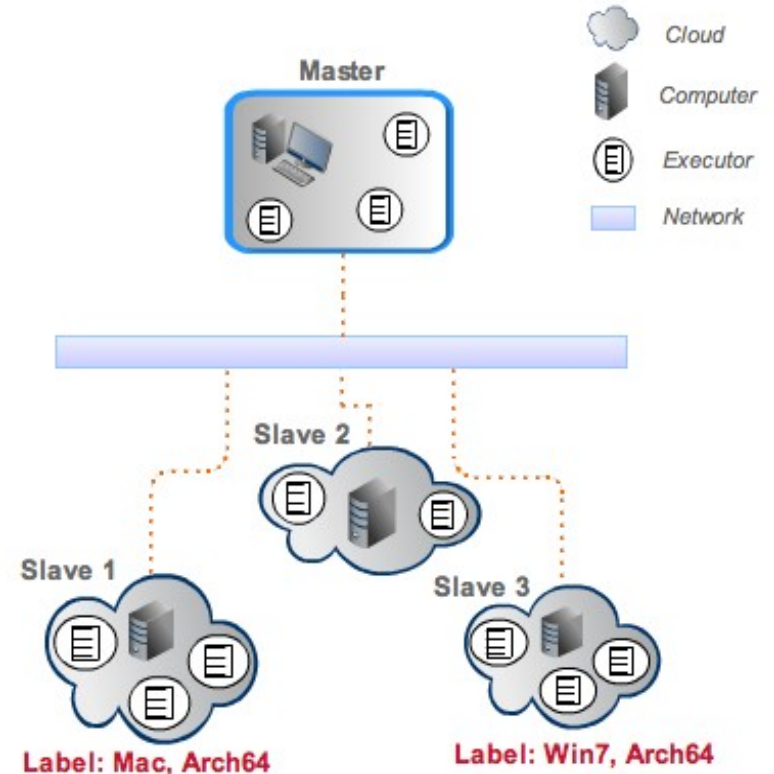 Cloud
Master
Computer
Executor
Network
Slave 2
Slave 1
Slave 3
Label: Mac, Arch64
Label: Win7, Arch64